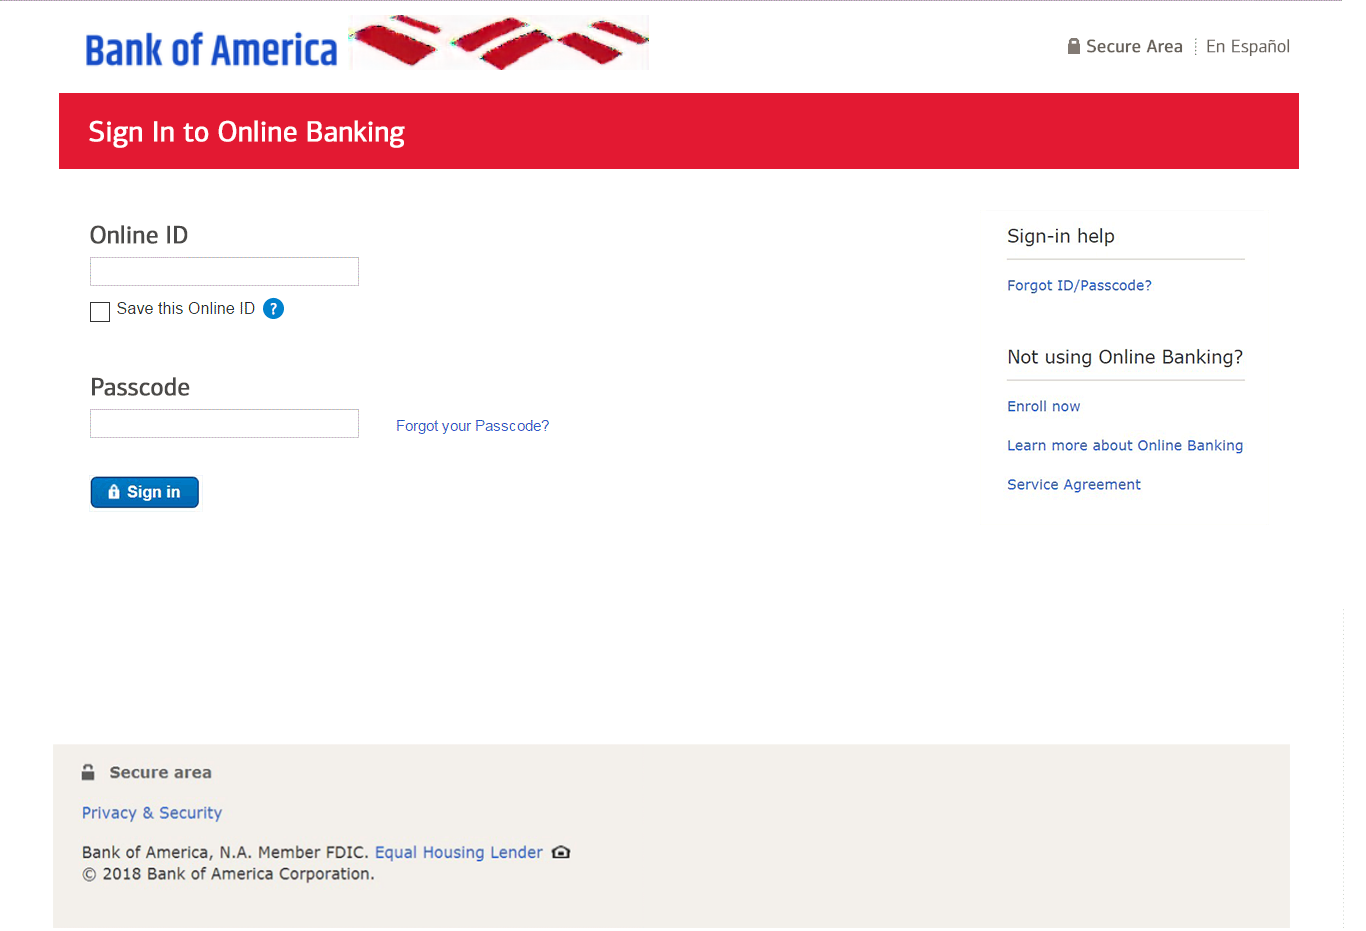 Bank of America
Secure Area
En Español
Sign In to Online Banking
Online ID
Save this Online ID ?
Passcode
Forgot your Passcode?
Sign in
Sign-in help
Forgot ID/Passcode?
Not using Online Banking?
Enroll now
Learn more about Online Banking
Service Agreement
Secure area
Privacy & Security
Bank of America, N.A. Member FDIC. Equal Housing Lender
© 2018 Bank of America Corporation.